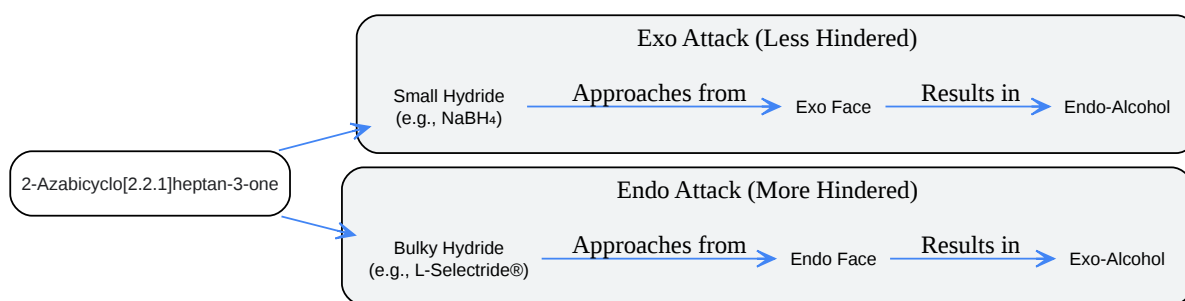 Exo Attack (Less Hindered)
Small Hydride
(e.g., NaBH₄)
Approaches from
Exo Face
Results in
Endo-Alcohol
2-Azabicyclo[2.2.1]heptan-3-one
Endo Attack (More Hindered)
Bulky Hydride
(e.g., L-Selectride®)
Approaches from
Endo Face
Results in
Exo-Alcohol